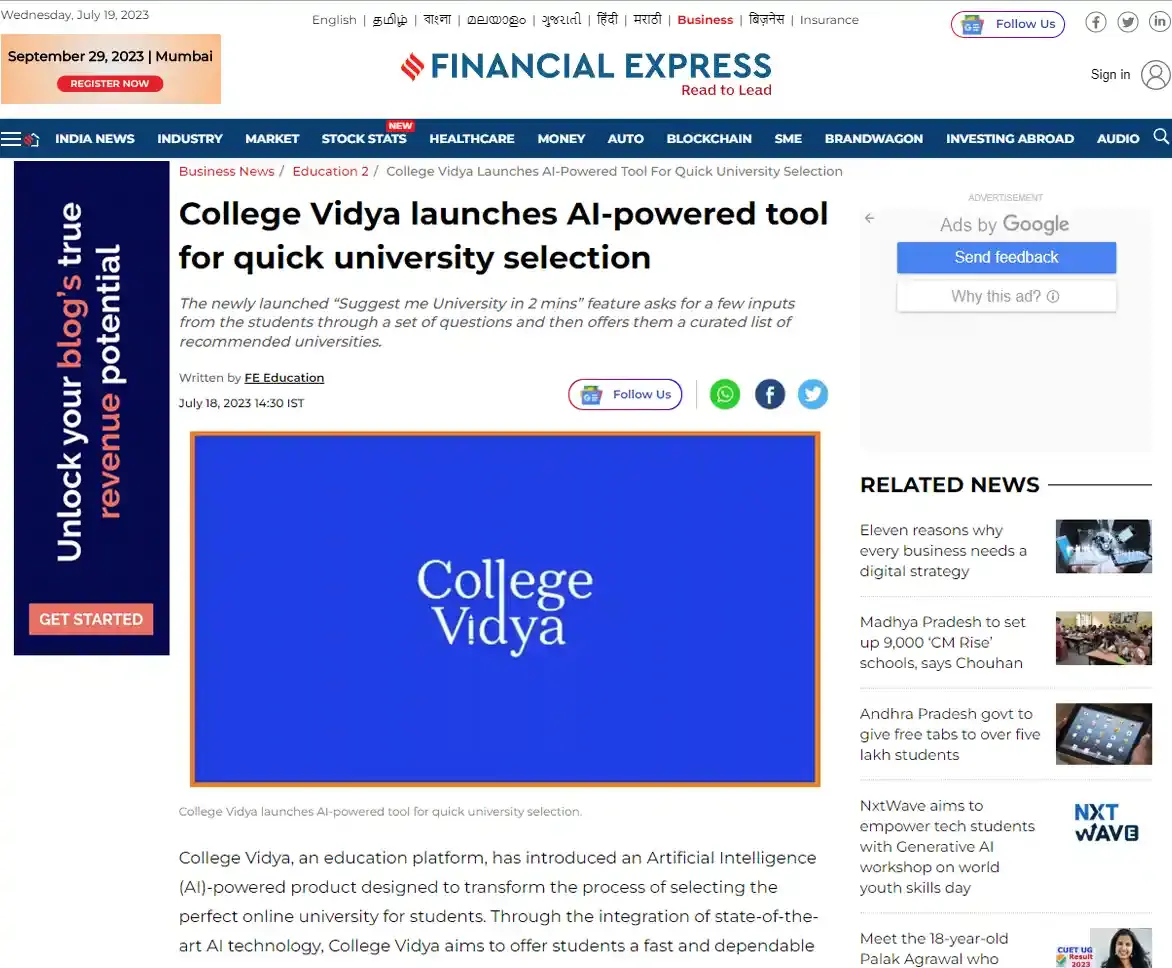 Wednesday, July 19, 2023
English | தமிழ் | বাংলা | മലയാളം | ગુજરાતી | हिंदी | मराठी | Business | बिज़नेस | Insurance
Follow Us
September 29, 2023 | Mumbai
REGISTER NOW
FINANCIAL EXPRESS
Read to Lead
Sign in
NEW
INDIA NEWS INDUSTRY MARKET STOCK STATS HEALTHCARE MONEY AUTO BLOCKCHAIN SME BRANDWAGON INVESTING ABROAD AUDIO
Unlock your blog's true
revenue potential
GET STARTED
Business News / Education 2 / College Vidya Launches AI-Powered Tool For Quick University Selection
College Vidya launches AI-powered tool
for quick university selection
The newly launched “Suggest me University in 2 mins” feature asks for a few inputs
from the students through a set of questions and then offers them a curated list of
recommended universities.
Written by FE Education
July 18, 2023 14:30 IST
Follow Us
College
Vidya
College Vidya launches AI-powered tool for quick university selection.
College Vidya, an education platform, has introduced an Artificial Intelligence
(AI)-powered product designed to transform the process of selecting the
perfect online university for students. Through the integration of state-of-the-
art AI technology, College Vidya aims to offer students a fast and dependable
ADVERTISEMENT
Ads by Google
Send feedback
Why this ad?
RELATED NEWS
Eleven reasons why
every business needs a
digital strategy
Madhya Pradesh to set
up 9,000 ‘CM Rise’
schools, says Chouhan
Andhra Pradesh govt to
give free tabs to over five
lakh students
NxtWave aims to
empower tech students
with Generative AI
workshop on world
youth skills day
NXT
WAVE
Meet the 18-year-old
Palak Agrawal who
CUET UG
Result
2023